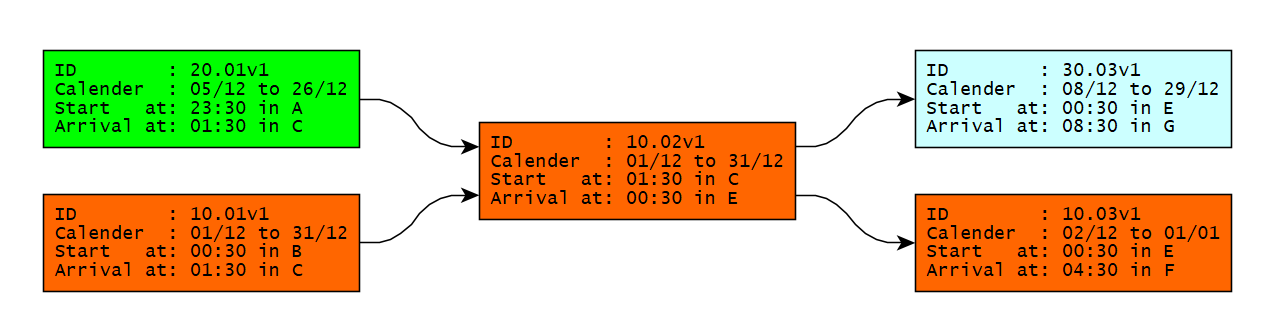 ID        : 20.01v1
Calender  : 05/12 to 26/12
Start   at: 23:30 in A
Arrival at: 01:30 in C
ID        : 10.01v1
Calender  : 01/12 to 31/12
Start   at: 00:30 in B
Arrival at: 01:30 in C
ID        : 10.02v1
Calender  : 01/12 to 31/12
Start   at: 01:30 in C
Arrival at: 00:30 in E
ID        : 30.03v1
Calender  : 08/12 to 29/12
Start   at: 00:30 in E
Arrival at: 08:30 in G
ID        : 10.03v1
Calender  : 02/12 to 01/01
Start   at: 00:30 in E
Arrival at: 04:30 in F